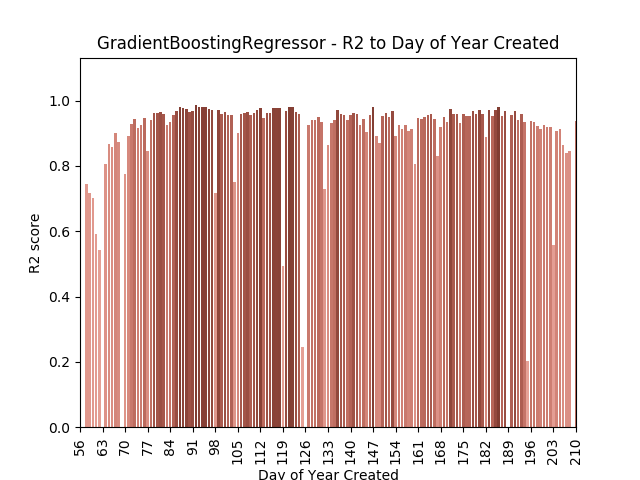 GradientBoostingRegressor - R2 to Day of Year Created
R2 score
1.0
0.8
0.6
0.4
0.2
0.0
56 63 70 77 84 91 98 105 112 119 126 133 140 147 154 161 168 175 182 189 196 203 210
Day of Year Created